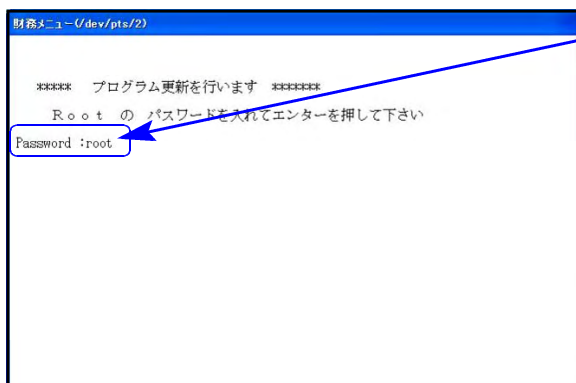 財務メニュー(/dev/pts/2)
***** プログラム更新を行います *******
Ｒｏｏｔ の パスワードを入れてエンターを押して下さい
Password :root